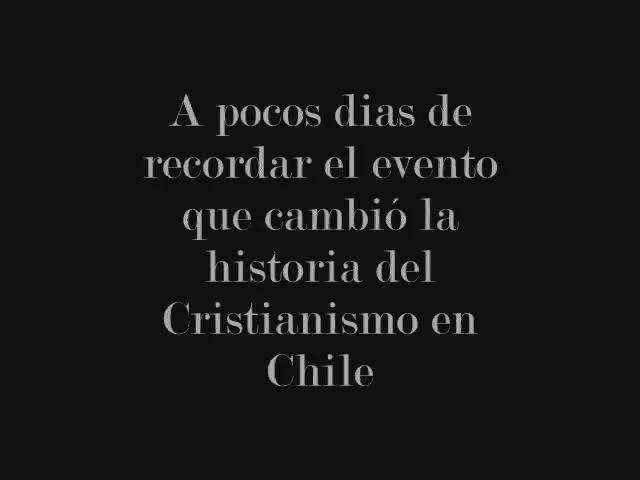 A pocos dias de
recordar el evento
que cambió la
historia del
Cristianismo en
Chile